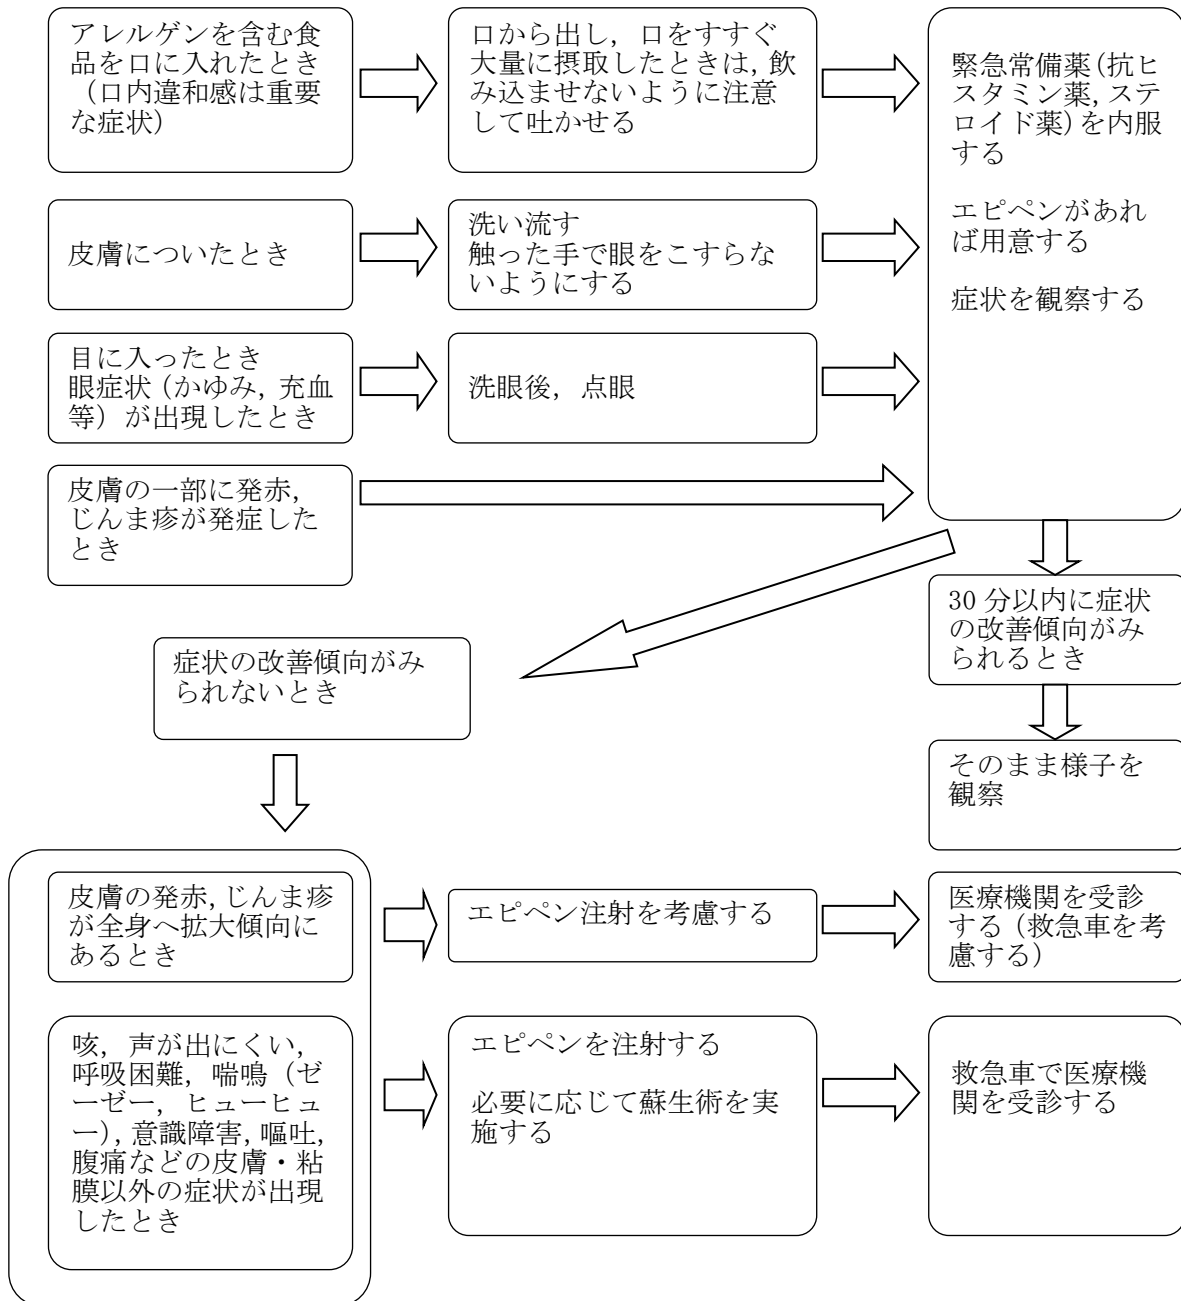 アレルゲンを含む食
品を口に入れたとき
（口内違和感は重要
な症状）
口から出し，口をすすぐ
大量に摂取したときは，飲
み込ませないように注意
して吐かせる
緊急常備薬（抗ヒ
スタミン薬，ステ
ロイド薬）を内服
する
エピペンがあれ
ば用意する
症状を観察する
皮膚についたとき
洗い流す
触った手で眼をこすらな
いようにする
目に入ったとき
眼症状（かゆみ，充血
等）が出現したとき
洗眼後，点眼
皮膚の一部に発赤，
じんま疹が発症した
とき
30 分以内に症状
の改善傾向がみ
られるとき
症状の改善傾向がみ
られないとき
そのまま様子を
観察
皮膚の発赤，じんま疹
が全身へ拡大傾向に
あるとき
エピペン注射を考慮する
医療機関を受診
する（救急車を考
慮する）
咳，声が出にくい，
呼吸困難，喘鳴（ゼ
ーゼー，ヒューヒュ
ー），意識障害，嘔吐，
腹痛などの皮膚・粘
膜以外の症状が出現
したとき
エピペンを注射する
必要に応じて蘇生術を実
施する
救急車で医療機
関を受診する